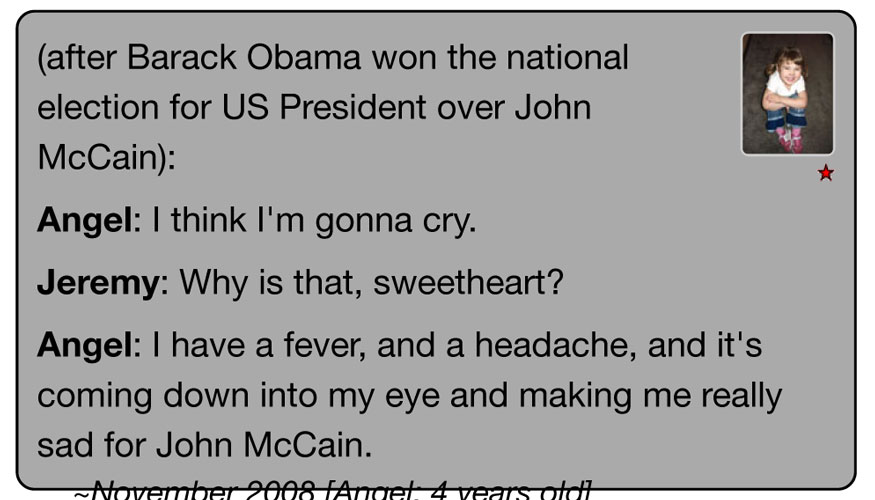 (after Barack Obama won the national
election for US President over John
McCain):
Angel: I think I'm gonna cry.
Jeremy: Why is that, sweetheart?
Angel: I have a fever, and a headache, and it's
coming down into my eye and making me really
sad for John McCain.
~November 2008 [Angel: 4 years old]